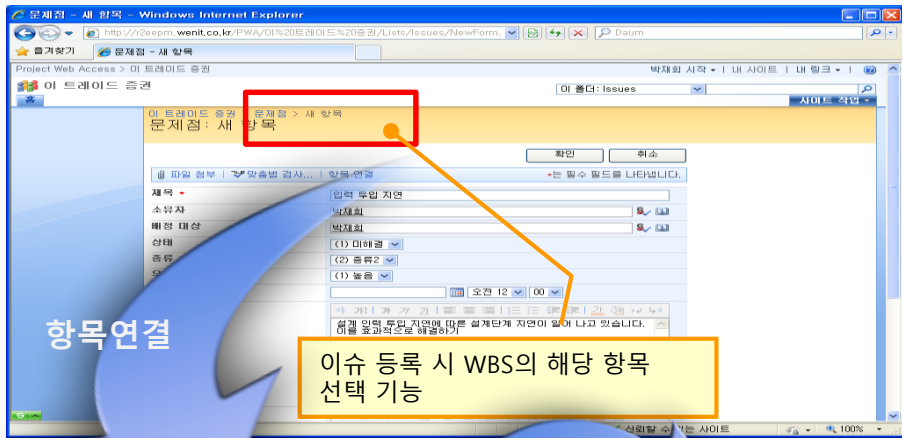 문제점 - 새 항목 - Windows Internet Explorer
http://r2eepm.wenit.co.kr/PWA/OI%20트레이드%20증권/Lists/Issues/NewForm,
Daum
즐겨찾기
문제점 - 새 항목
Project Web Access > 이 트레이드 증권
박재희 시작 | 내 사이트 | 내 링크 |
이 트레이드 증권
이 폴더: Issues
홈
사이트 작업
이 트레이드 증권 > 문제점 > 새 항목
문제점: 새 항목
확인
취소
파일 첨부 | 맞춤법 검사... | 항목 연결
*는 필수 필드를 나타냅니다.
제목 *
입력 투입 지연
소유자
박재희
배정 대상
박재희
상태
(1) 미해결
종류
(2) 종류2
(1) 높음
오전 12
00
설계 인력 투입 지연에 따른 설계단계 지연이 일어 나고 있습니다.
이를 효과적으로 해결하기
항목연결
이슈 등록 시 WBS의 해당 항목
선택 기능
신뢰할 수 있는 사이트
100%